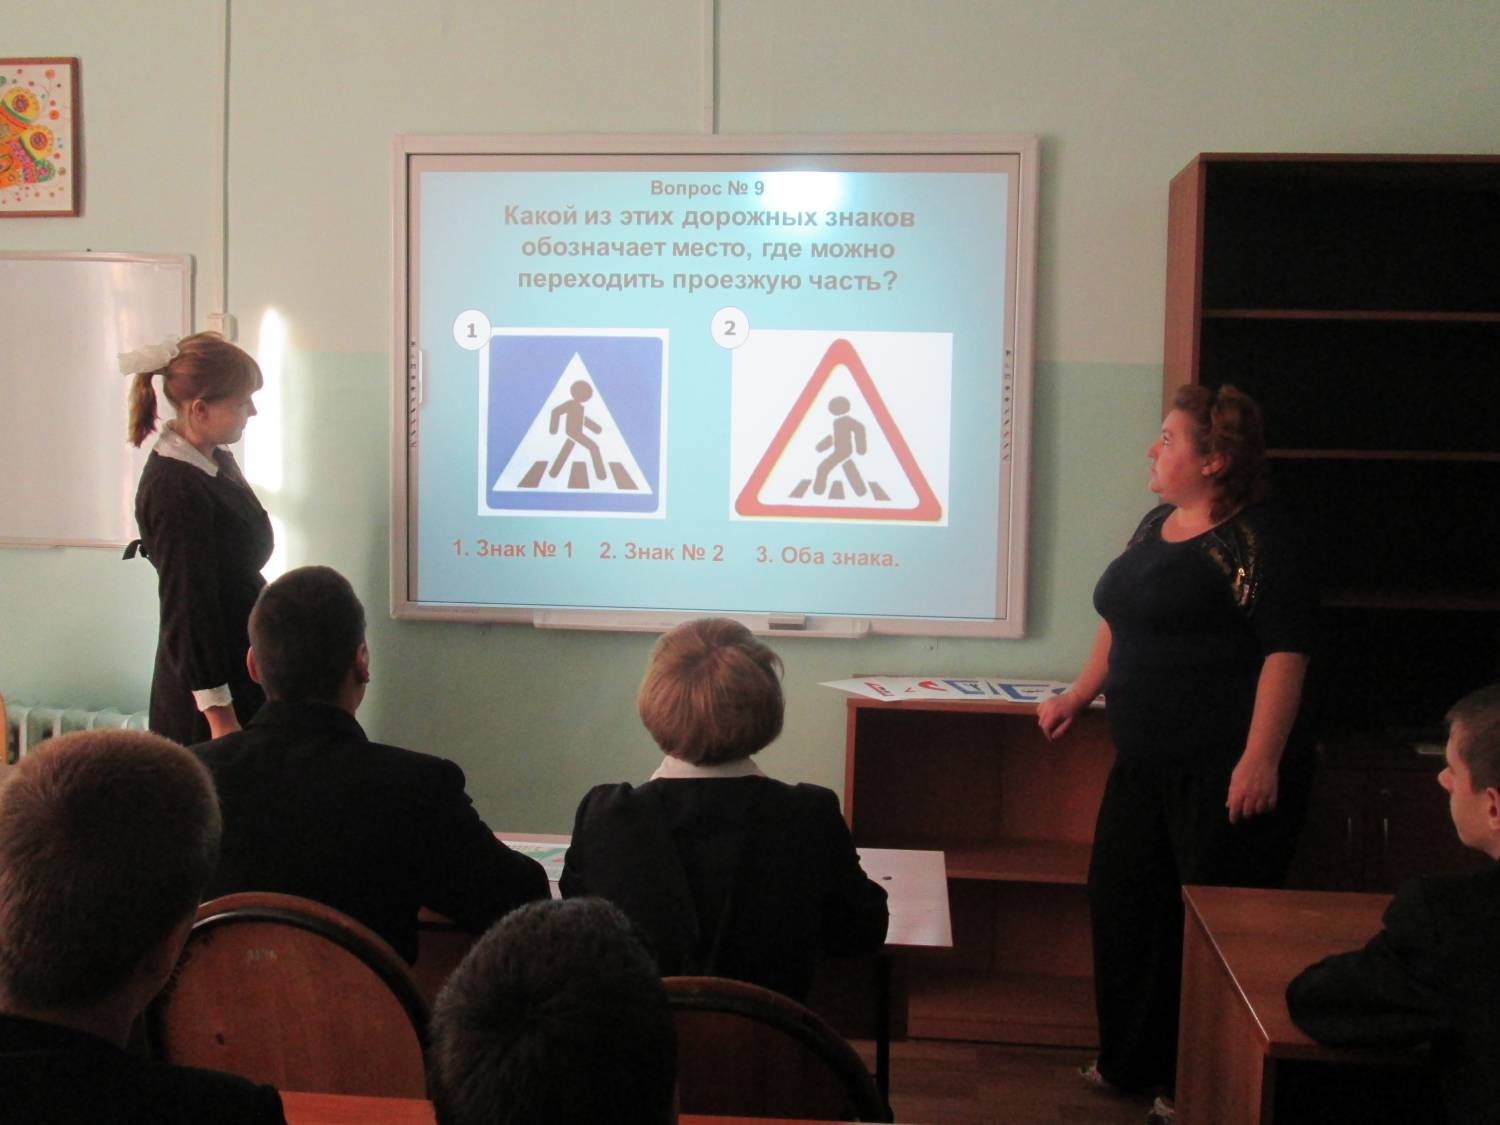 Вопрос № 9
Какой из этих дорожных знаков
обозначает место, где можно
переходить проезжую часть?
1
2
1. Знак № 1 2. Знак № 2 3. Оба знака.